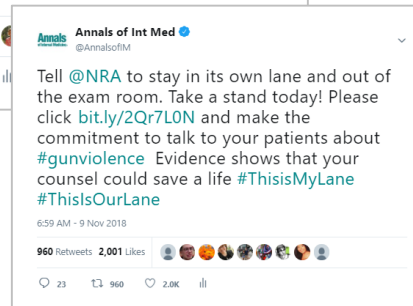 Annals of Int Med
@AnnalsofIM
Annals
Tell @NRA to stay in its own lane and out of
the exam room. Take a stand today! Please
click bit.ly/2Qr7L0N and make the
commitment to talk to your patients about
#gunviolence Evidence shows that your
counsel could save a life #ThisisMyLane
#ThisIsOurLane
6:59 AM - 9 Nov 2018
960 Retweets 2,001 Likes
23 960 2.0K